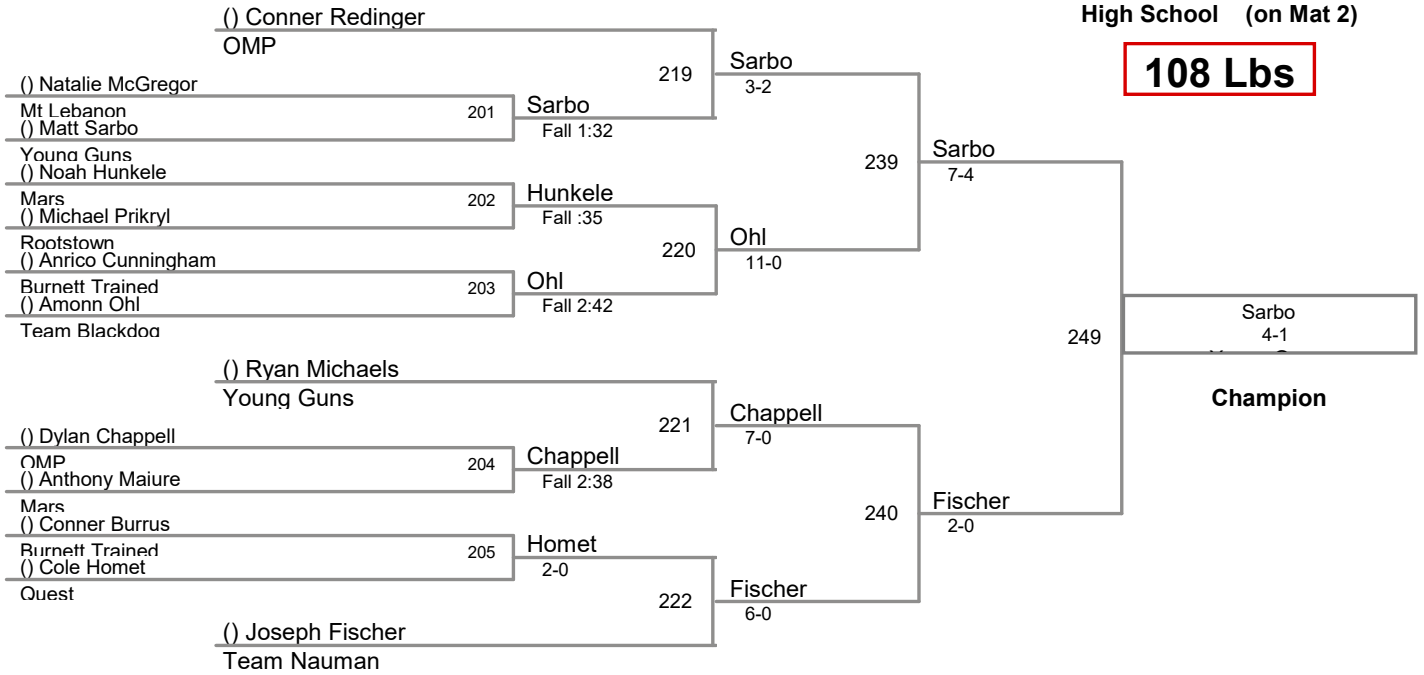 () Conner Redinger
OMP
High School (on Mat 2)
108 Lbs
219
Sarbo
3-2
() Natalie McGregor
Mt Lebanon
() Matt Sarbo
Young Guns
201
Sarbo
Fall 1:32
239
Sarbo
7-4
() Noah Hunkele
Mars
() Michael Prikryl
Rootstown
202
Hunkele
Fall :35
220
Ohl
11-0
() Anrico Cunningham
Burnett Trained
() Amonn Ohl
Team Blackdog
203
Ohl
Fall 2:42
249
Sarbo
4-1
Champion
() Ryan Michaels
Young Guns
221
Chappell
7-0
() Dylan Chappell
OMP
() Anthony Maiure
Mars
204
Chappell
Fall 2:38
240
Fischer
2-0
() Conner Burrus
Burnett Trained
() Cole Homet
Quest
205
Homet
2-0
222
Fischer
6-0
() Joseph Fischer
Team Nauman